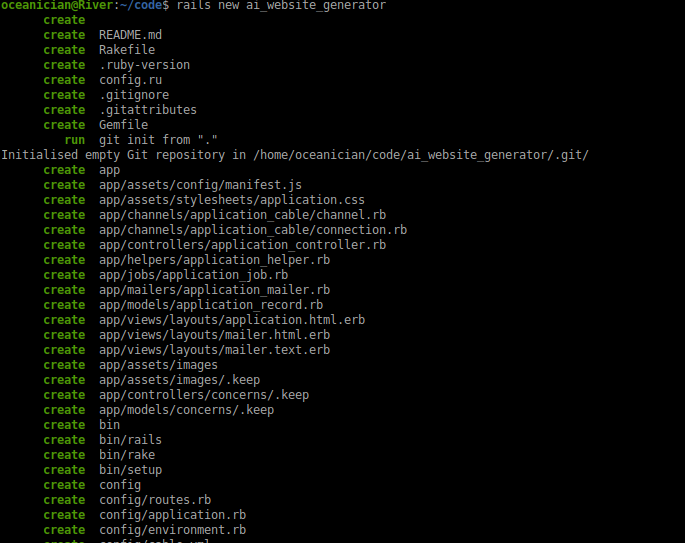 oceanician@River:~/code$ rails new ai_website_generator
create
create README.md
create Rakefile
create .ruby-version
create config.ru
create .gitignore
create .gitattributes
create Gemfile
run git init from "."
Initialised empty Git repository in /home/oceanician/code/ai_website_generator/.git/
create app
create app/assets/config/manifest.js
create app/assets/stylesheets/application.css
create app/channels/application_cable/channel.rb
create app/channels/application_cable/connection.rb
create app/controllers/application_controller.rb
create app/helpers/application_helper.rb
create app/jobs/application_job.rb
create app/mailers/application_mailer.rb
create app/models/application_record.rb
create app/views/layouts/application.html.erb
create app/views/layouts/mailer.html.erb
create app/views/layouts/mailer.text.erb
create app/assets/images
create app/assets/images/.keep
create app/controllers/concerns/.keep
create app/models/concerns/.keep
create bin
create bin/rails
create bin/rake
create bin/setup
create config
create config/routes.rb
create config/application.rb
create config/environment.rb
create config/cable.yml